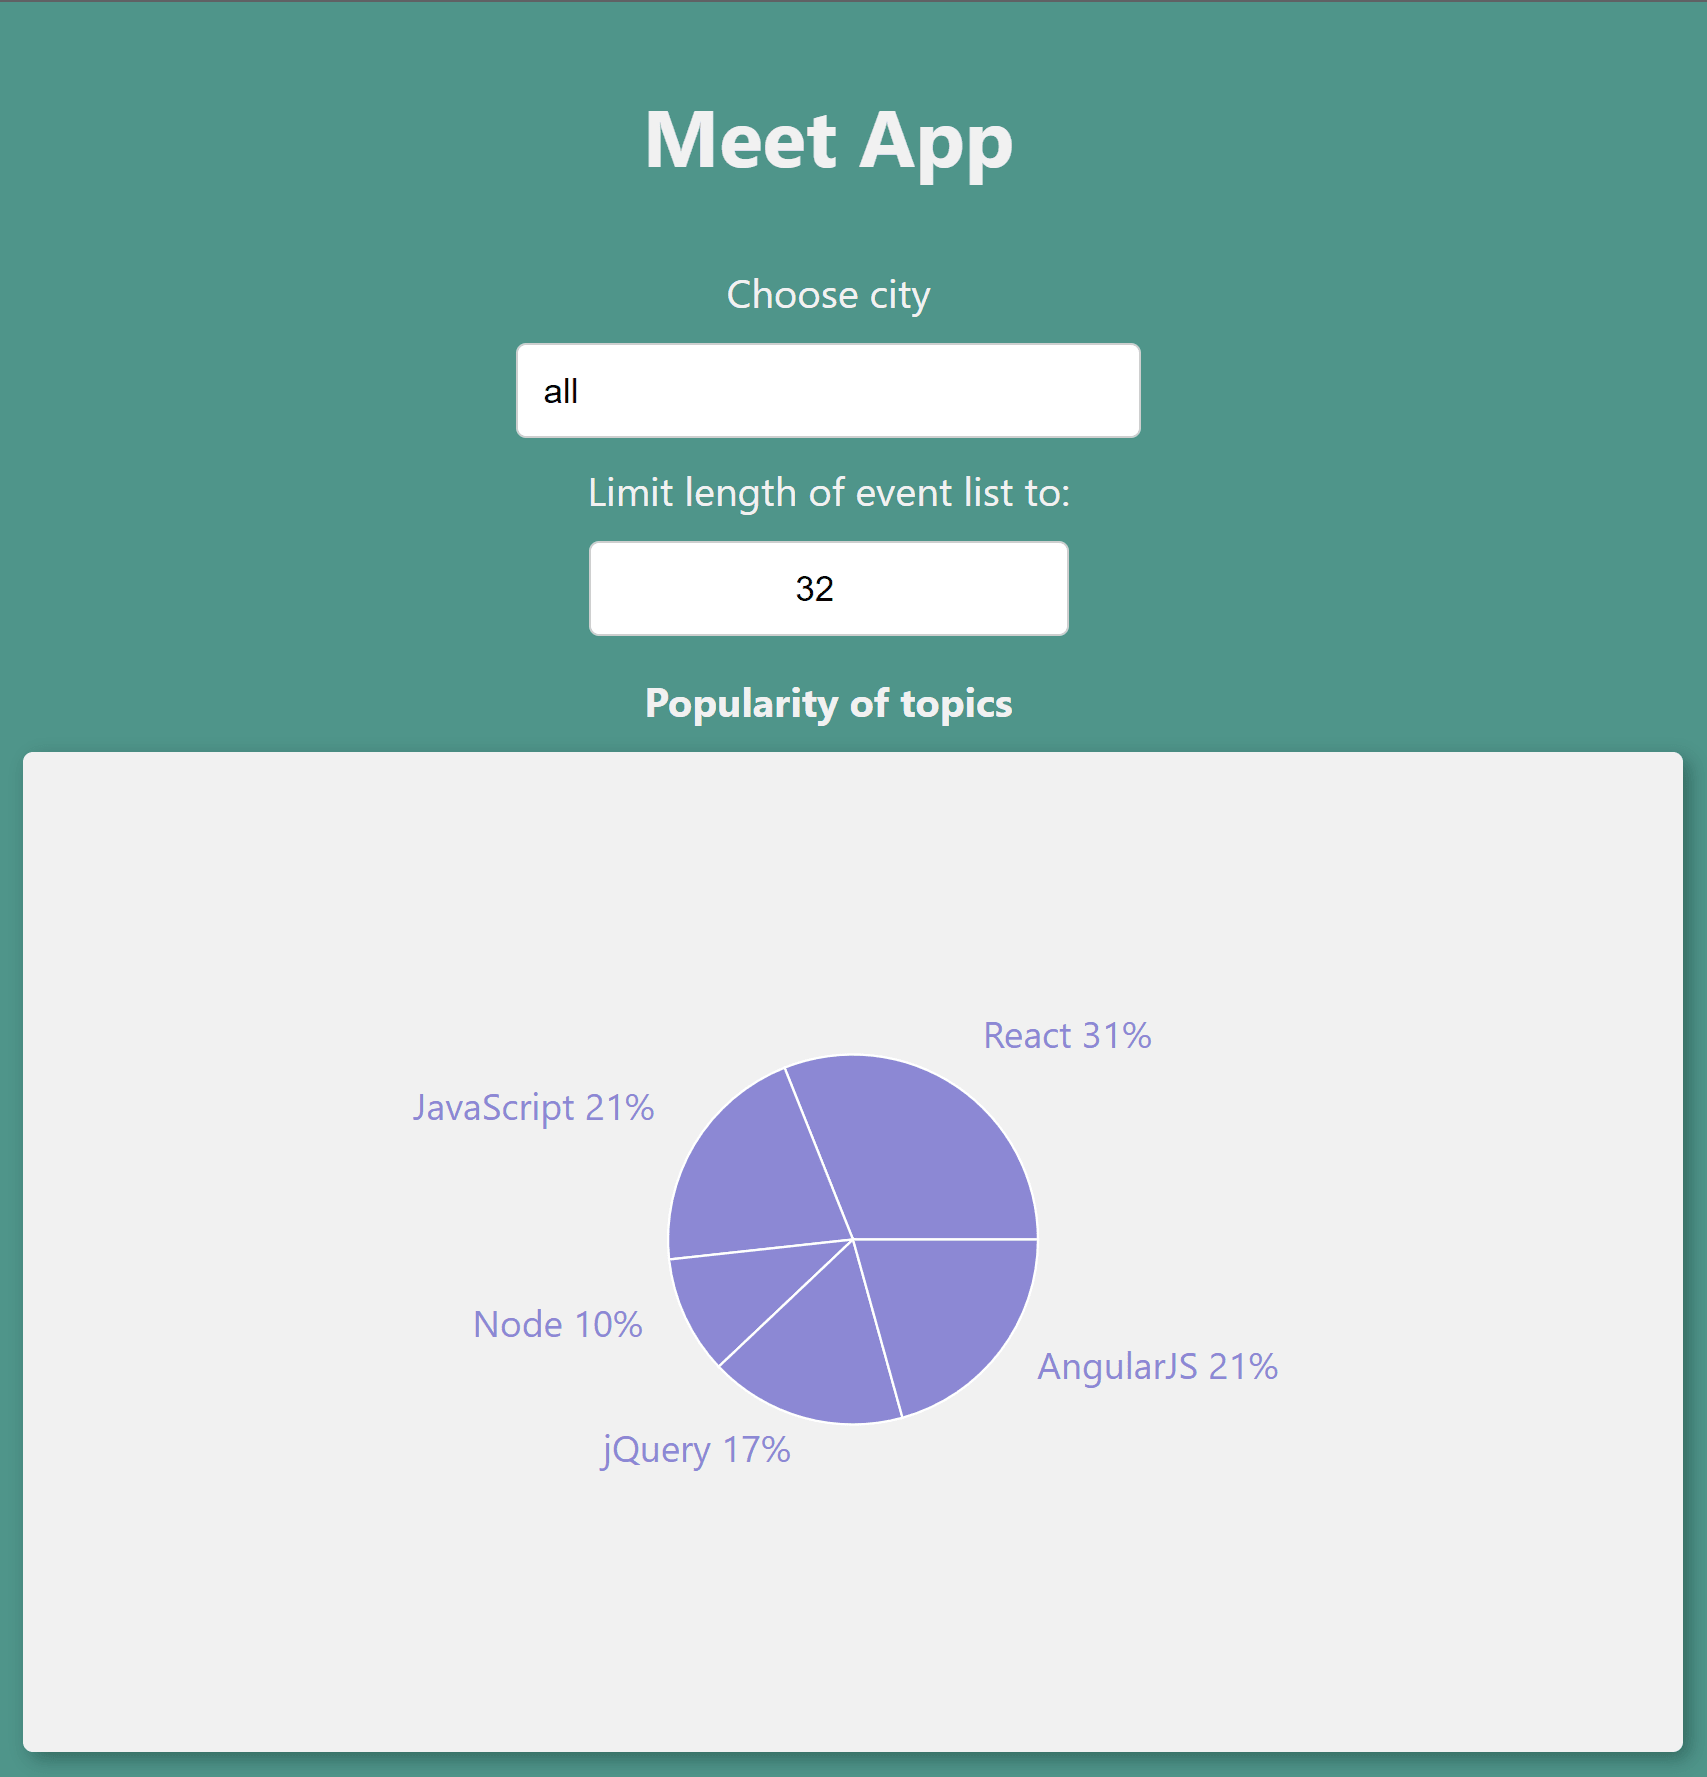 Meet App
Choose city
all
Limit length of event list to:
32
Popularity of topics
React 31%
JavaScript 21%
Node 10%
AngularJS 21%
jQuery 17%